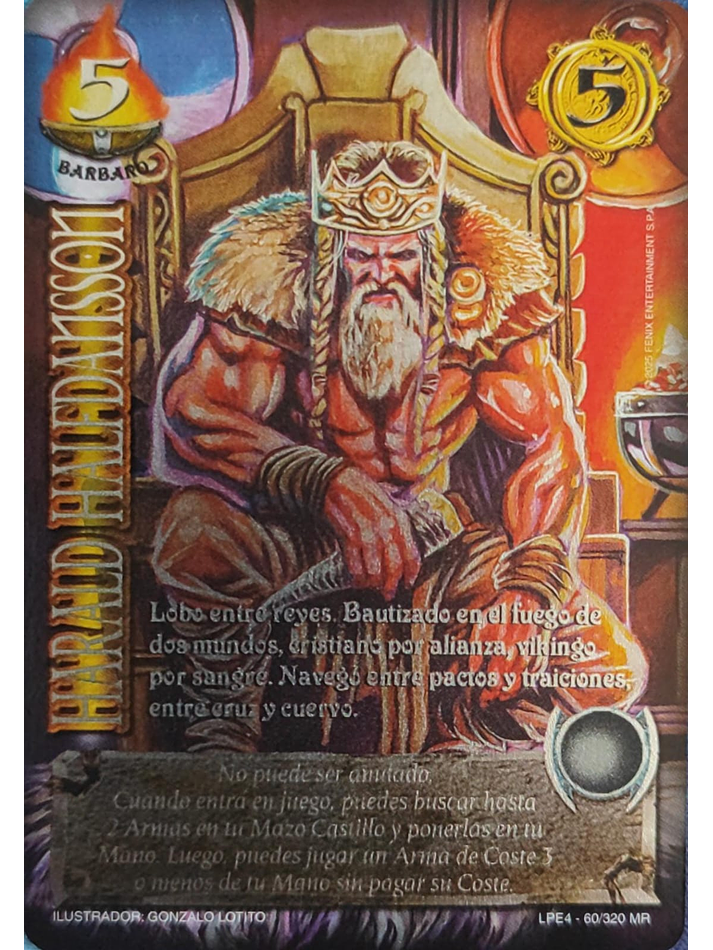 5
5
BARBARO
HARALD HALFDANSSON
2025 FENIX ENTERTAINMENT S.P.A
Lobo entre reyes. Bautizado en el fuego de
dos mundos, cristiano por alianza, vikingo
por sangre. Navegó entre pactos y traiciones,
entre cruz y cuervo.
No puede ser anulado.
Cuando entra en juego, puedes buscar hasta
2 Armas en tu Mazo Castillo y ponerlas en tu
Mano. Luego, puedes jugar un Arma de Coste 3
o menos de tu Mano sin pagar su Coste.
ILUSTRADOR: GONZALO LOTITO
LPE4 - 60/320 MR